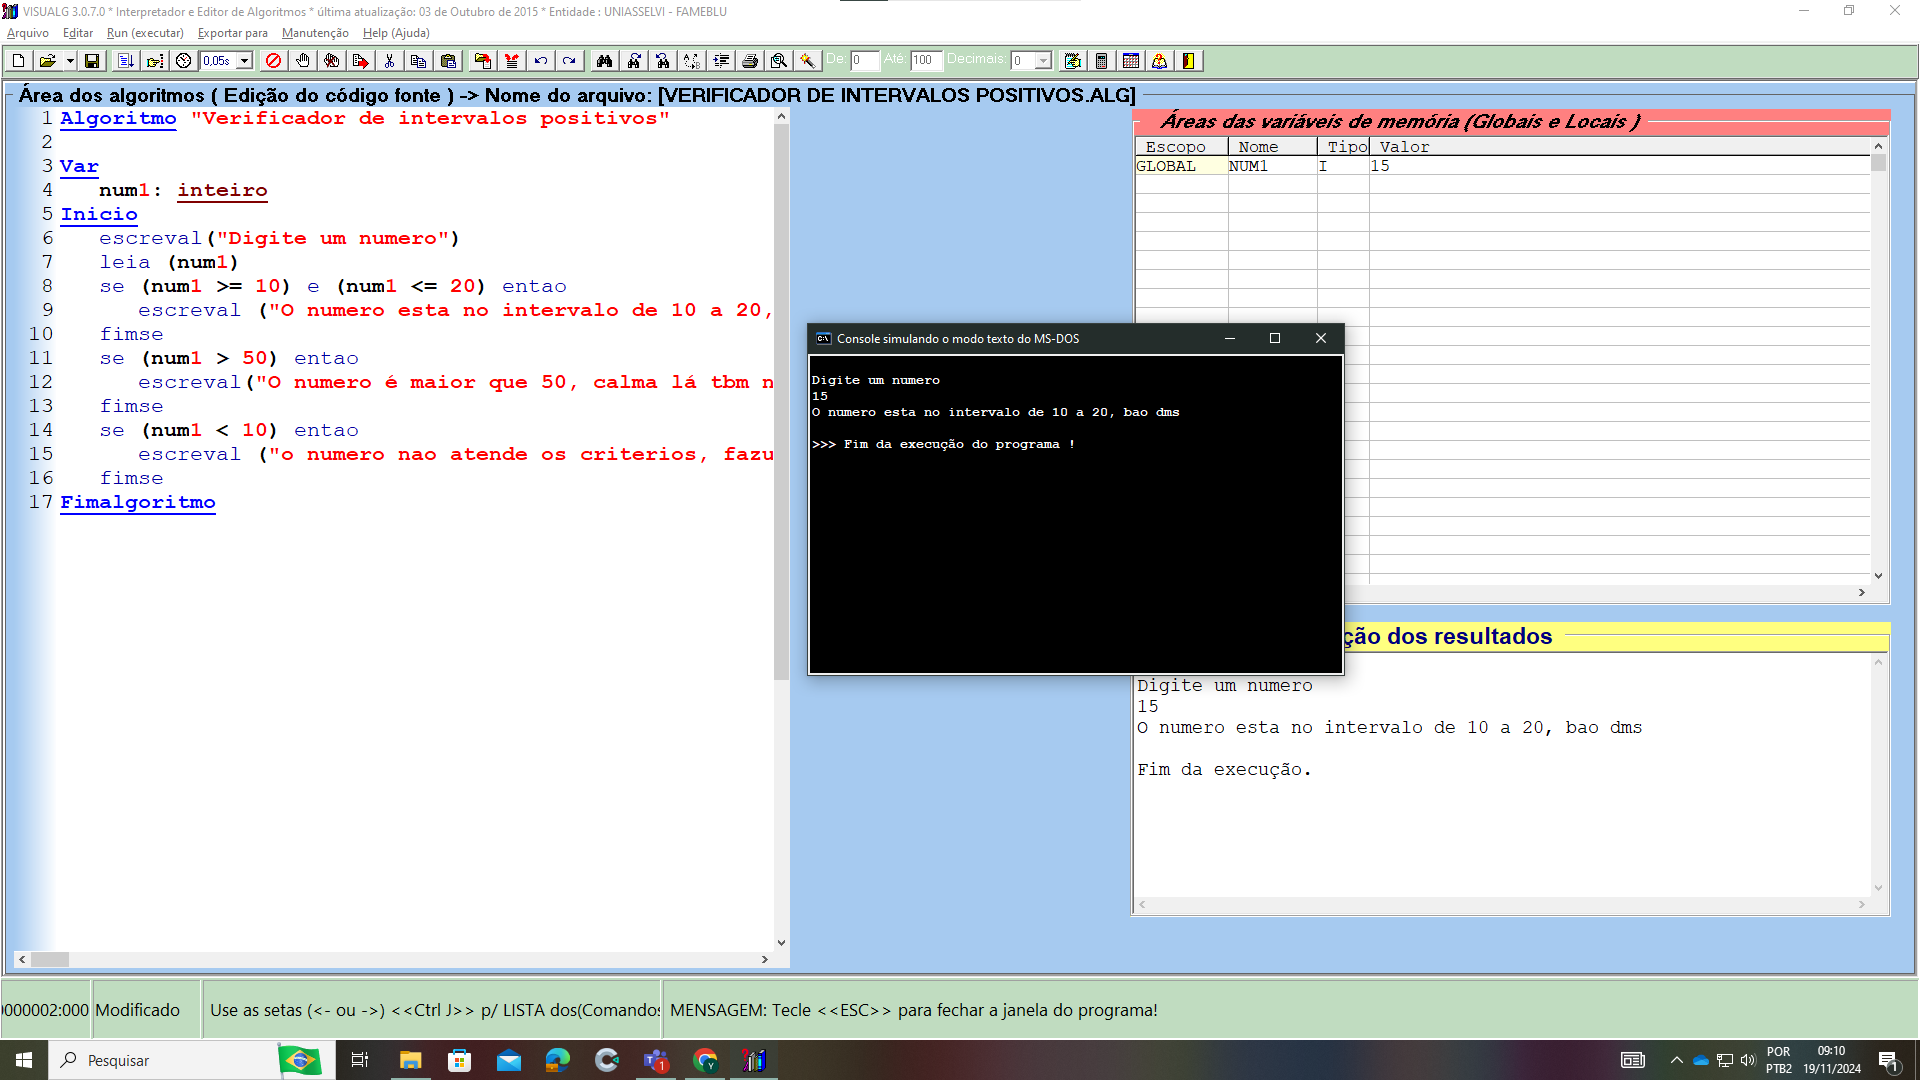 VISUALG 3.0.7.0 * Interpretador e Editor de Algoritmos * última atualização: 03 de Outubro de 2015 * Entidade : UNIASSELVI - FAMEBLU
Arquivo Editar Run (executar) Exportar para Manutenção Help (Ajuda)
0,05s De: 0 Até: 100 Decimais: 0
Área dos algoritmos ( Edição do código fonte ) -> Nome do arquivo: [VERIFICADOR DE INTERVALOS POSITIVOS.ALG]
1 Algoritmo "Verificador de intervalos positivos"
2
3 Var
4 num1: inteiro
5 Inicio
6 escreval("Digite um numero")
7 leia (num1)
8 se (num1 >= 10) e (num1 <= 20) entao
9 escreval ("O numero esta no intervalo de 10 a 20,
10 fimse
11 se (num1 > 50) entao
12 escreval("O numero é maior que 50, calma lá tbm n
13 fimse
14 se (num1 < 10) entao
15 escreval ("o numero nao atende os criterios, fazu
16 fimse
17 Fimalgoritmo
Áreas das variáveis de memória (Globais e Locais )
Escopo Nome Tipo Valor
GLOBAL NUM1 I 15
Console simulando o modo texto do MS-DOS
Digite um numero
15
O numero esta no intervalo de 10 a 20, bao dms
>>> Fim da execução do programa !
ção dos resultados
Digite um numero
15
O numero esta no intervalo de 10 a 20, bao dms
Fim da execução.
0000002:000 Modificado Use as setas (<- ou ->) <<Ctrl J>> p/ LISTA dos(Comandos MENSAGEM: Tecle <<ESC>> para fechar a janela do programa!
Pesquisar
POR
PTB2
09:10
19/11/2024